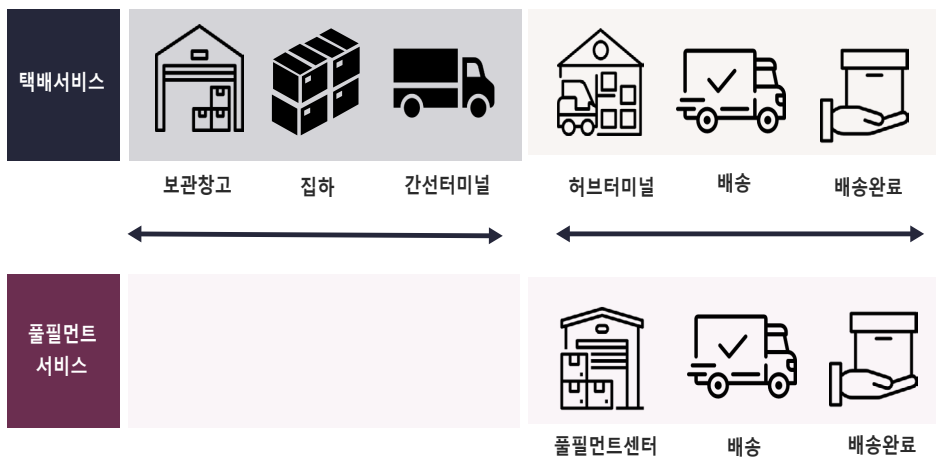 택배서비스
보관창고
집하
간선터미널
허브터미널
배송
배송완료
풀필먼트
서비스
풀필먼트센터
배송
배송완료